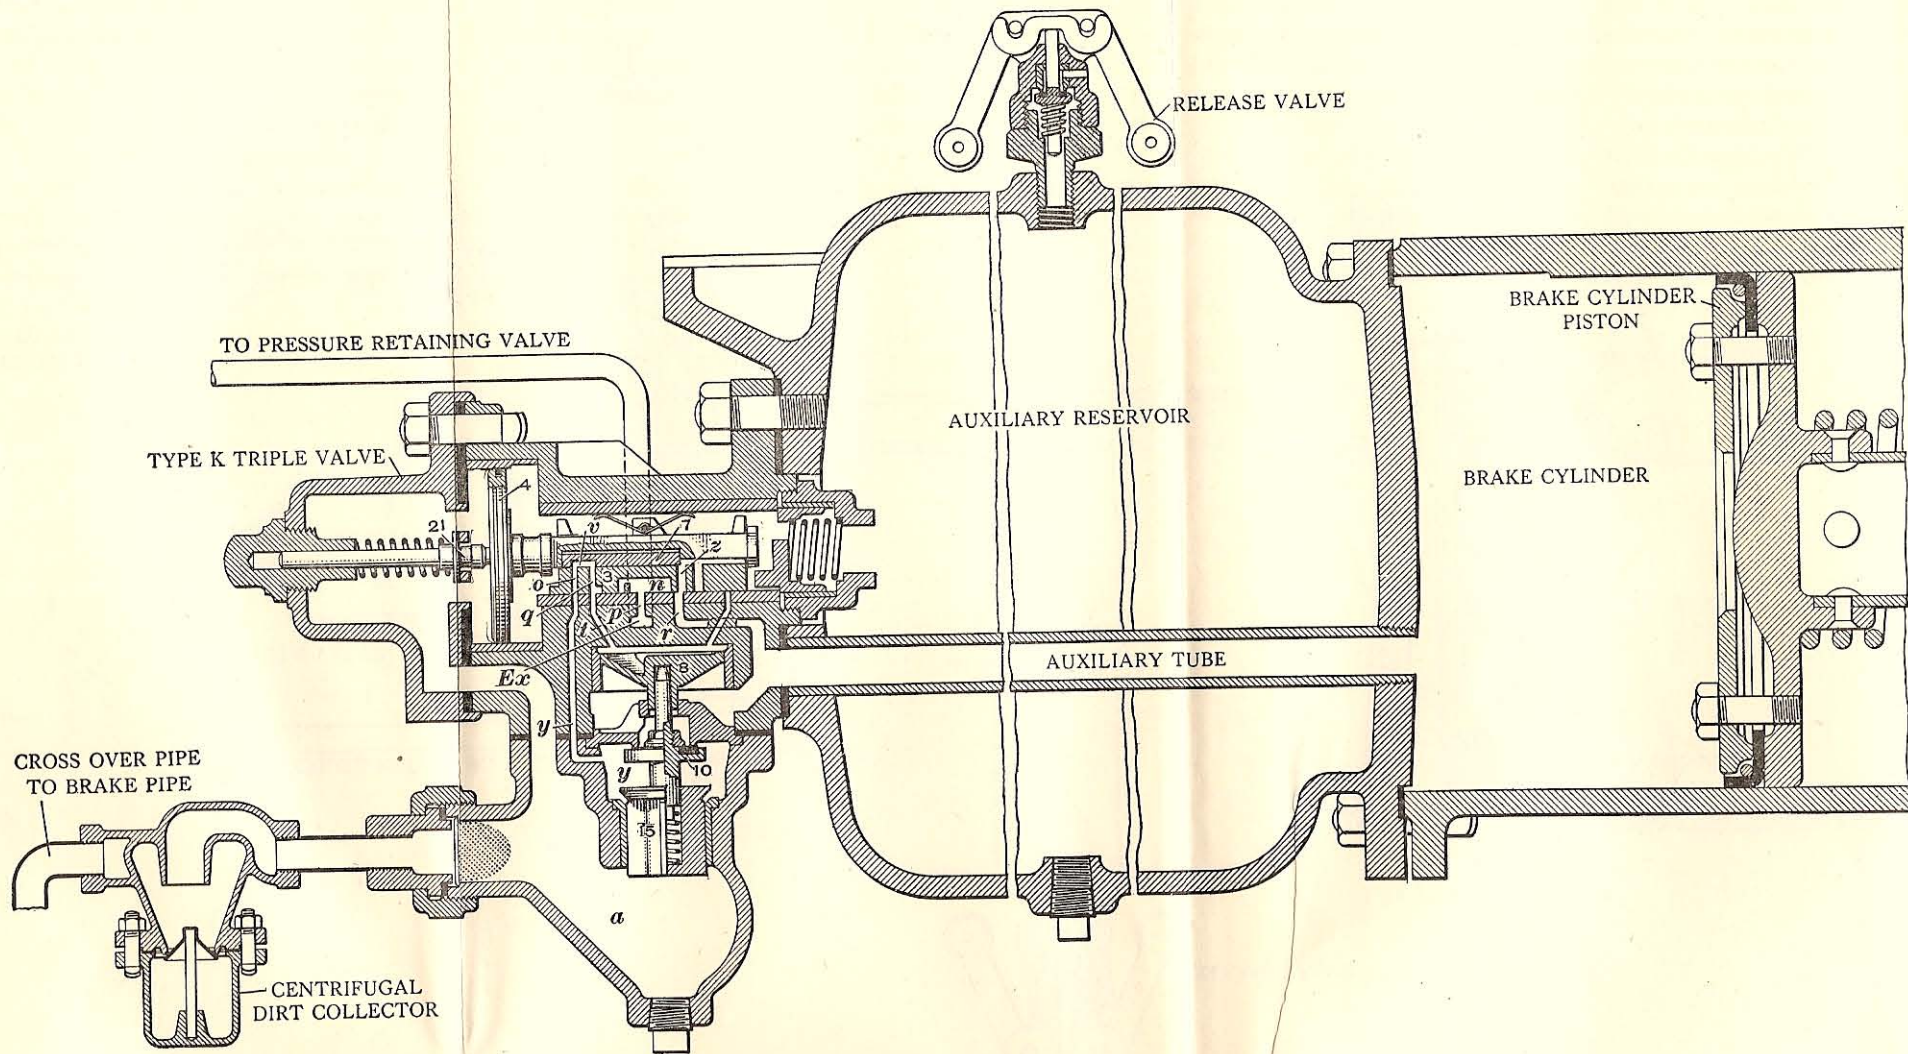 RELEASE VALVE
BRAKE CYLINDER
PISTON
TO PRESSURE RETAINING VALVE
AUXILIARY RESERVOIR
TYPE K TRIPLE VALVE
4
BRAKE CYLINDER
21
v
7
z
o
3
n
q
t
p
r
Ex
8
AUXILIARY TUBE
y
CROSS OVER PIPE
TO BRAKE PIPE
y
10
15
a
CENTRIFUGAL
DIRT COLLECTOR